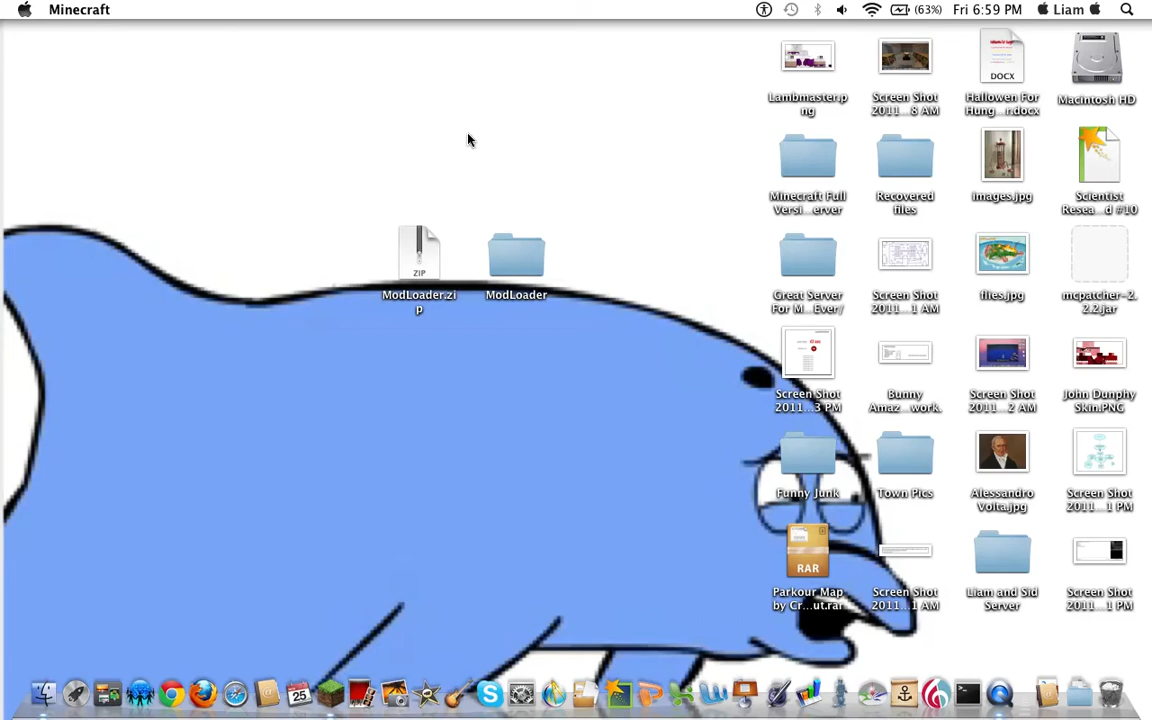 Minecraft
(63%) Fri 6:59 PM Liam
Lambmaster.p
ng
Screen Shot
2011...8 AM
Hallowen For
Hung...r.docx
Macintosh HD
DOCX
Minecraft Full
Versi...erver
Recovered
files
images.jpg
Scientist
Resea...d #10
ZIP
ModLoader.zi
p
ModLoader
Great Server
For M...Ever/
Screen Shot
2011...1 AM
flies.jpg
mcpatcher-2.
2.2.jar
Screen Shot
2011...3 PM
Bunny
Amaz...work.
Screen Shot
2011...2 AM
John Dunphy
Skin.PNG
Funny Junk
Town Pics
Alessandro
Volta.jpg
Screen Shot
2011...1 PM
RAR
Parkour Map
by Cr...ut.rar
Screen Shot
2011...1 AM
Liam and Sid
Server
Screen Shot
2011...1 PM
25